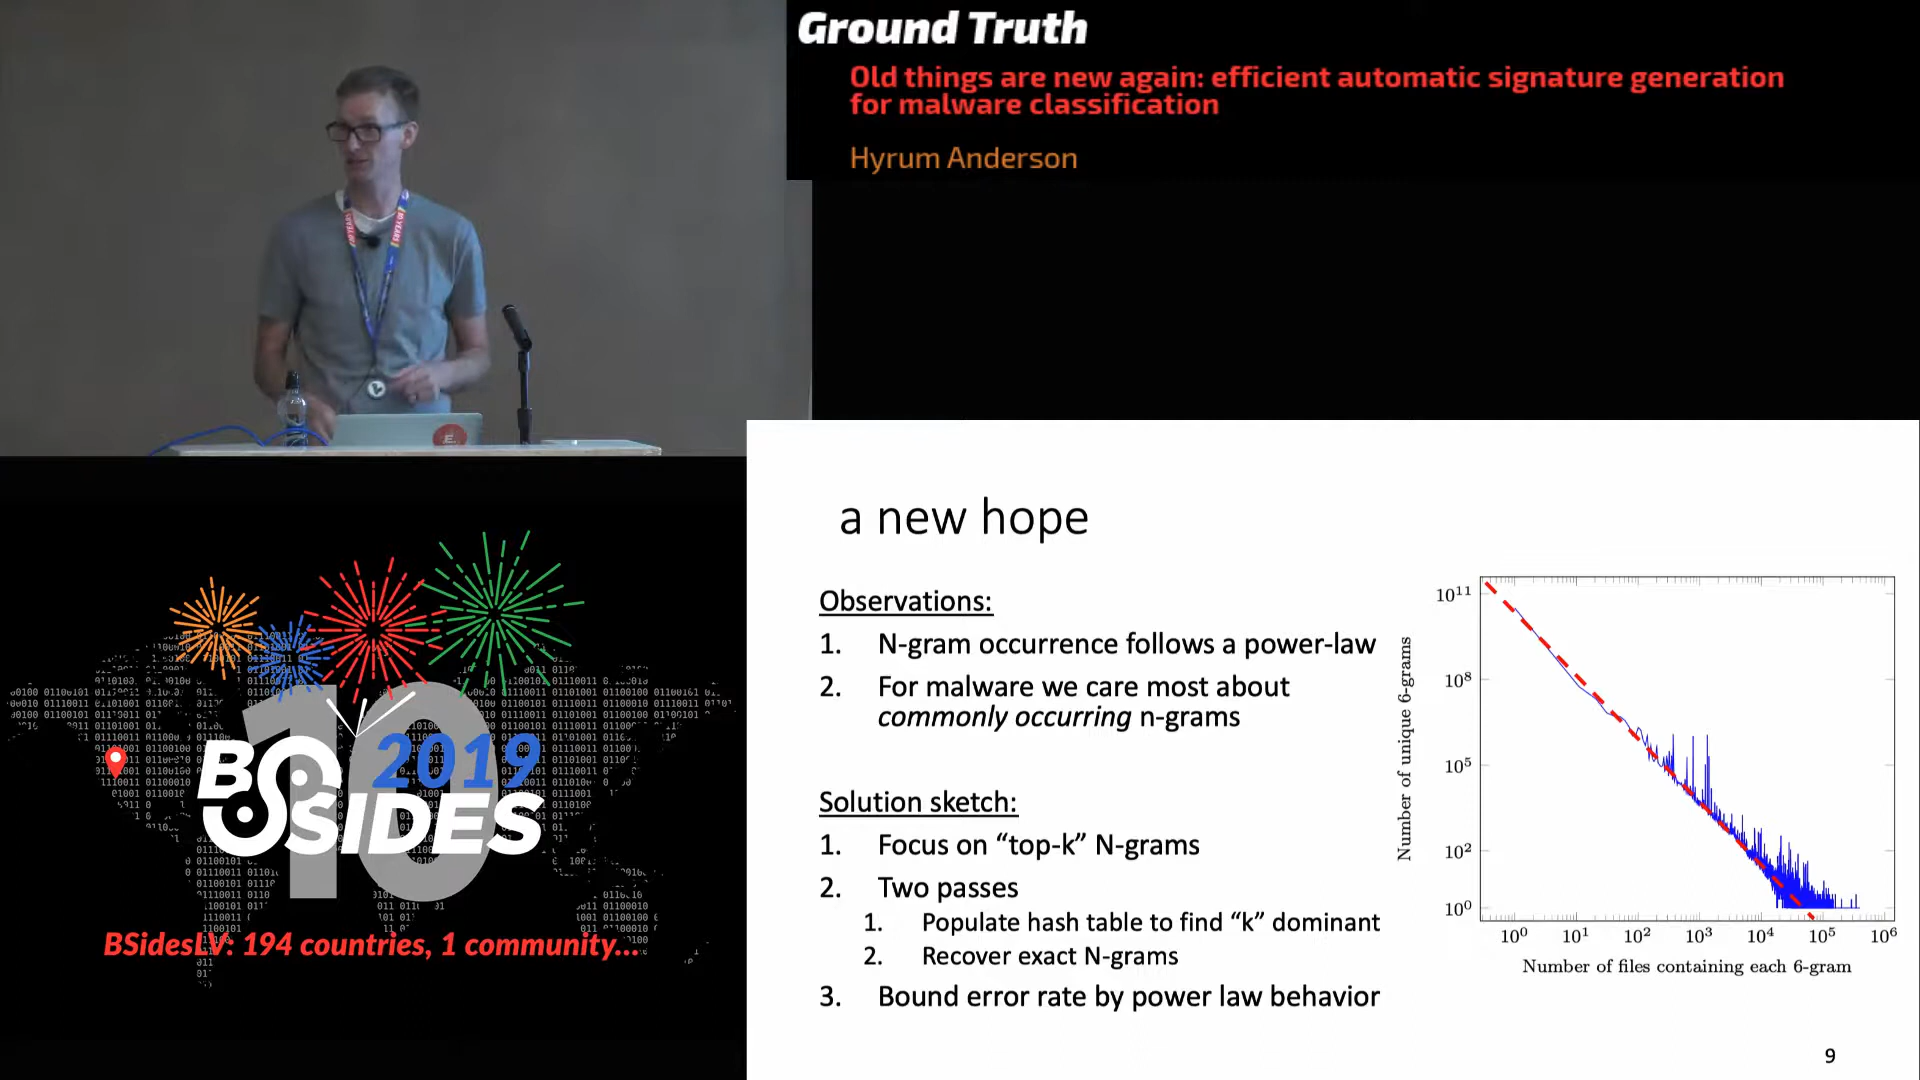 Ground Truth
Old things are new again: efficient automatic signature generation
for malware classification
Hyrum Anderson
E.
10
BSIDES
2019
BSidesLV: 194 countries, 1 community...
a new hope
Observations:
1. N-gram occurrence follows a power-law
2. For malware we care most about
commonly occurring n-grams
Solution sketch:
1. Focus on “top-k” N-grams
2. Two passes
1. Populate hash table to find “k” dominant
2. Recover exact N-grams
3. Bound error rate by power law behavior
Number of unique 6-grams
10¹¹
10⁸
10⁵
10²
10⁰
10⁰ 10¹ 10² 10³ 10⁴ 10⁵ 10⁶
Number of files containing each 6-gram
9